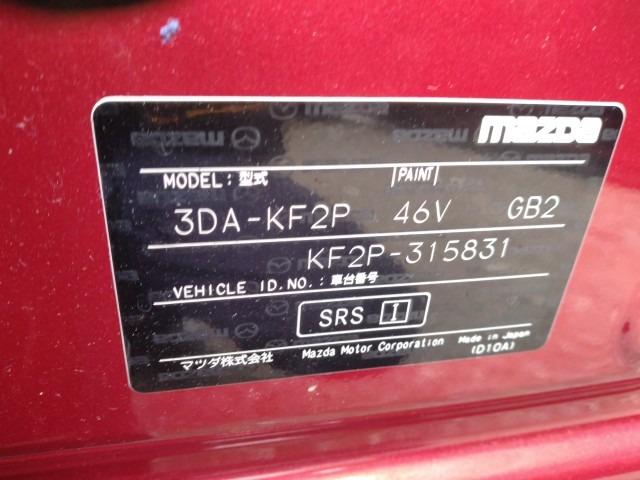 mazda
MODEL: 型式 PAINT
3DA-KF2P 46V GB2
KF2P-315831
VEHICLE ID.NO.: 車台番号
SRS I
マツダ株式会社 Mazda Motor Corporation Made in Japan
(D10A)